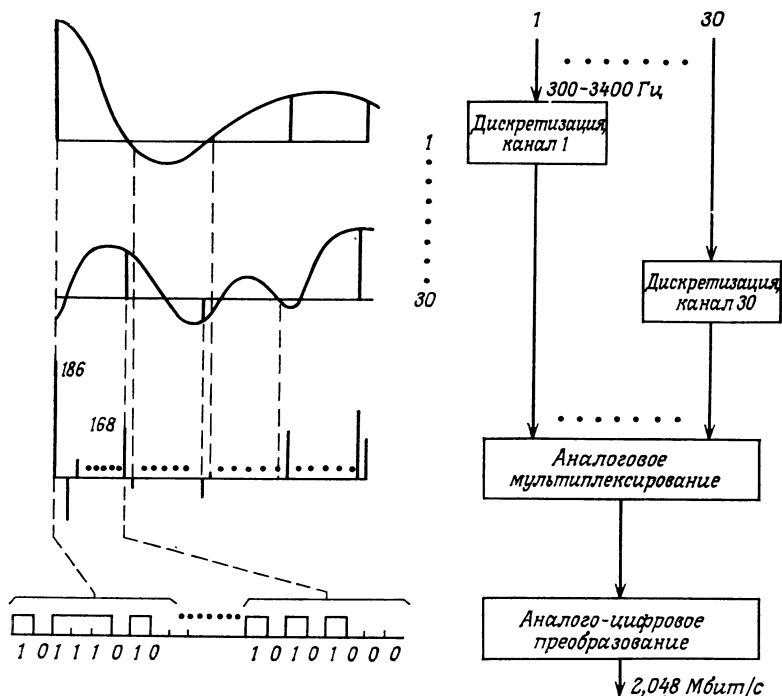 1
30
300-3400 Гц
Дискретизация,
канал 1
1
30
Дискретизация,
канал 30
186
168
Аналоговое
мультиплексирование
Аналого-цифровое
преобразование
1 0 1 1 1 0 1 0
1 0 1 0 1 0 0 0
2,048 Мбит/с